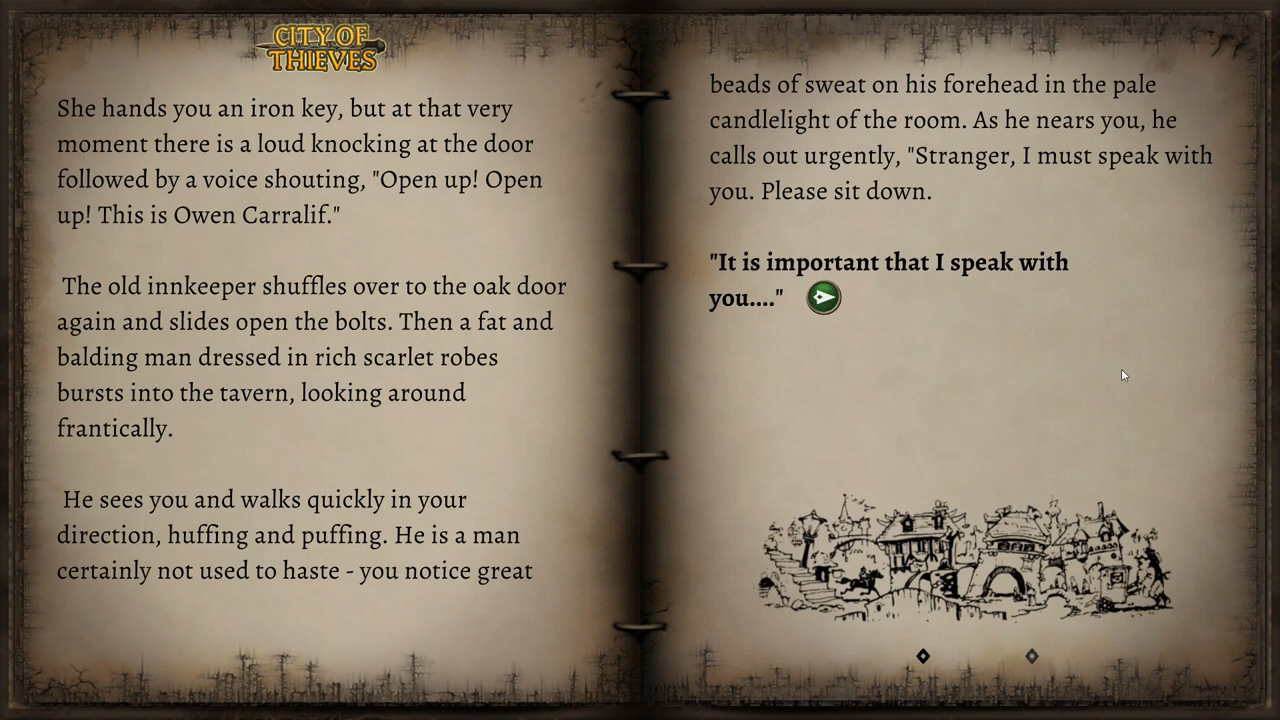 CITY OF
THIEVES
She hands you an iron key, but at that very
moment there is a loud knocking at the door
followed by a voice shouting, "Open up! Open
up! This is Owen Carralif."
The old innkeeper shuffles over to the oak door
again and slides open the bolts. Then a fat and
balding man dressed in rich scarlet robes
bursts into the tavern, looking around
frantically.
He sees you and walks quickly in your
direction, huffing and puffing. He is a man
certainly not used to haste - you notice great
beads of sweat on his forehead in the pale
candlelight of the room. As he nears you, he
calls out urgently, "Stranger, I must speak with
you. Please sit down.
"It is important that I speak with
you...."